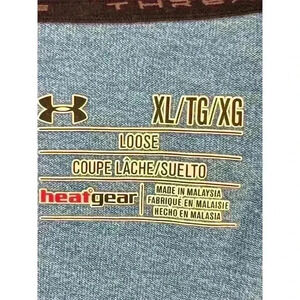 XL/TG/XG
LOOSE
COUPE LÂCHE/SUELTO
heatgear
MADE IN MALAYSIA
FABRIQUÉ EN MALAISIE
HECHO EN MALASIA